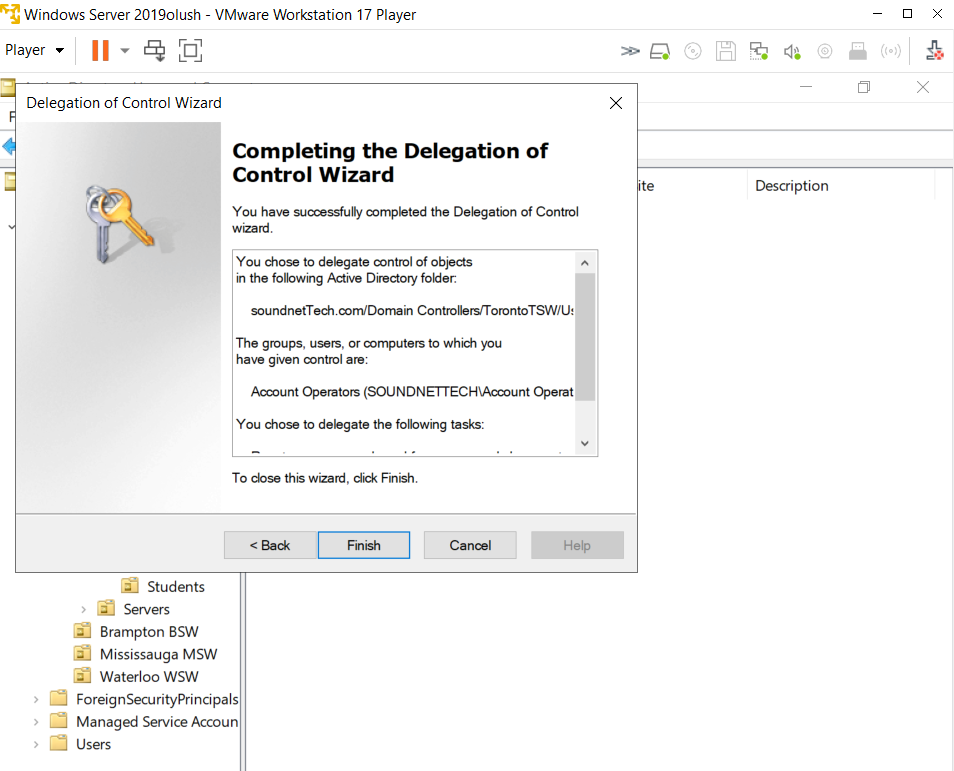 Windows Server 2019olush - VMware Workstation 17 Player
Player
Delegation of Control Wizard
F
Completing the Delegation of
Control Wizard
You have successfully completed the Delegation of Control
wizard.
You chose to delegate control of objects
in the following Active Directory folder:
soundnetTech.com/Domain Controllers/TorontoTSW/Us
The groups, users, or computers to which you
have given control are:
Account Operators (SOUNDNETTECH\Account Operat
You chose to delegate the following tasks:
To close this wizard, click Finish.
< Back
Finish
Cancel
Help
ite
Description
Students
Servers
Brampton BSW
Mississauga MSW
Waterloo WSW
ForeignSecurityPrincipals
Managed Service Accoun
Users